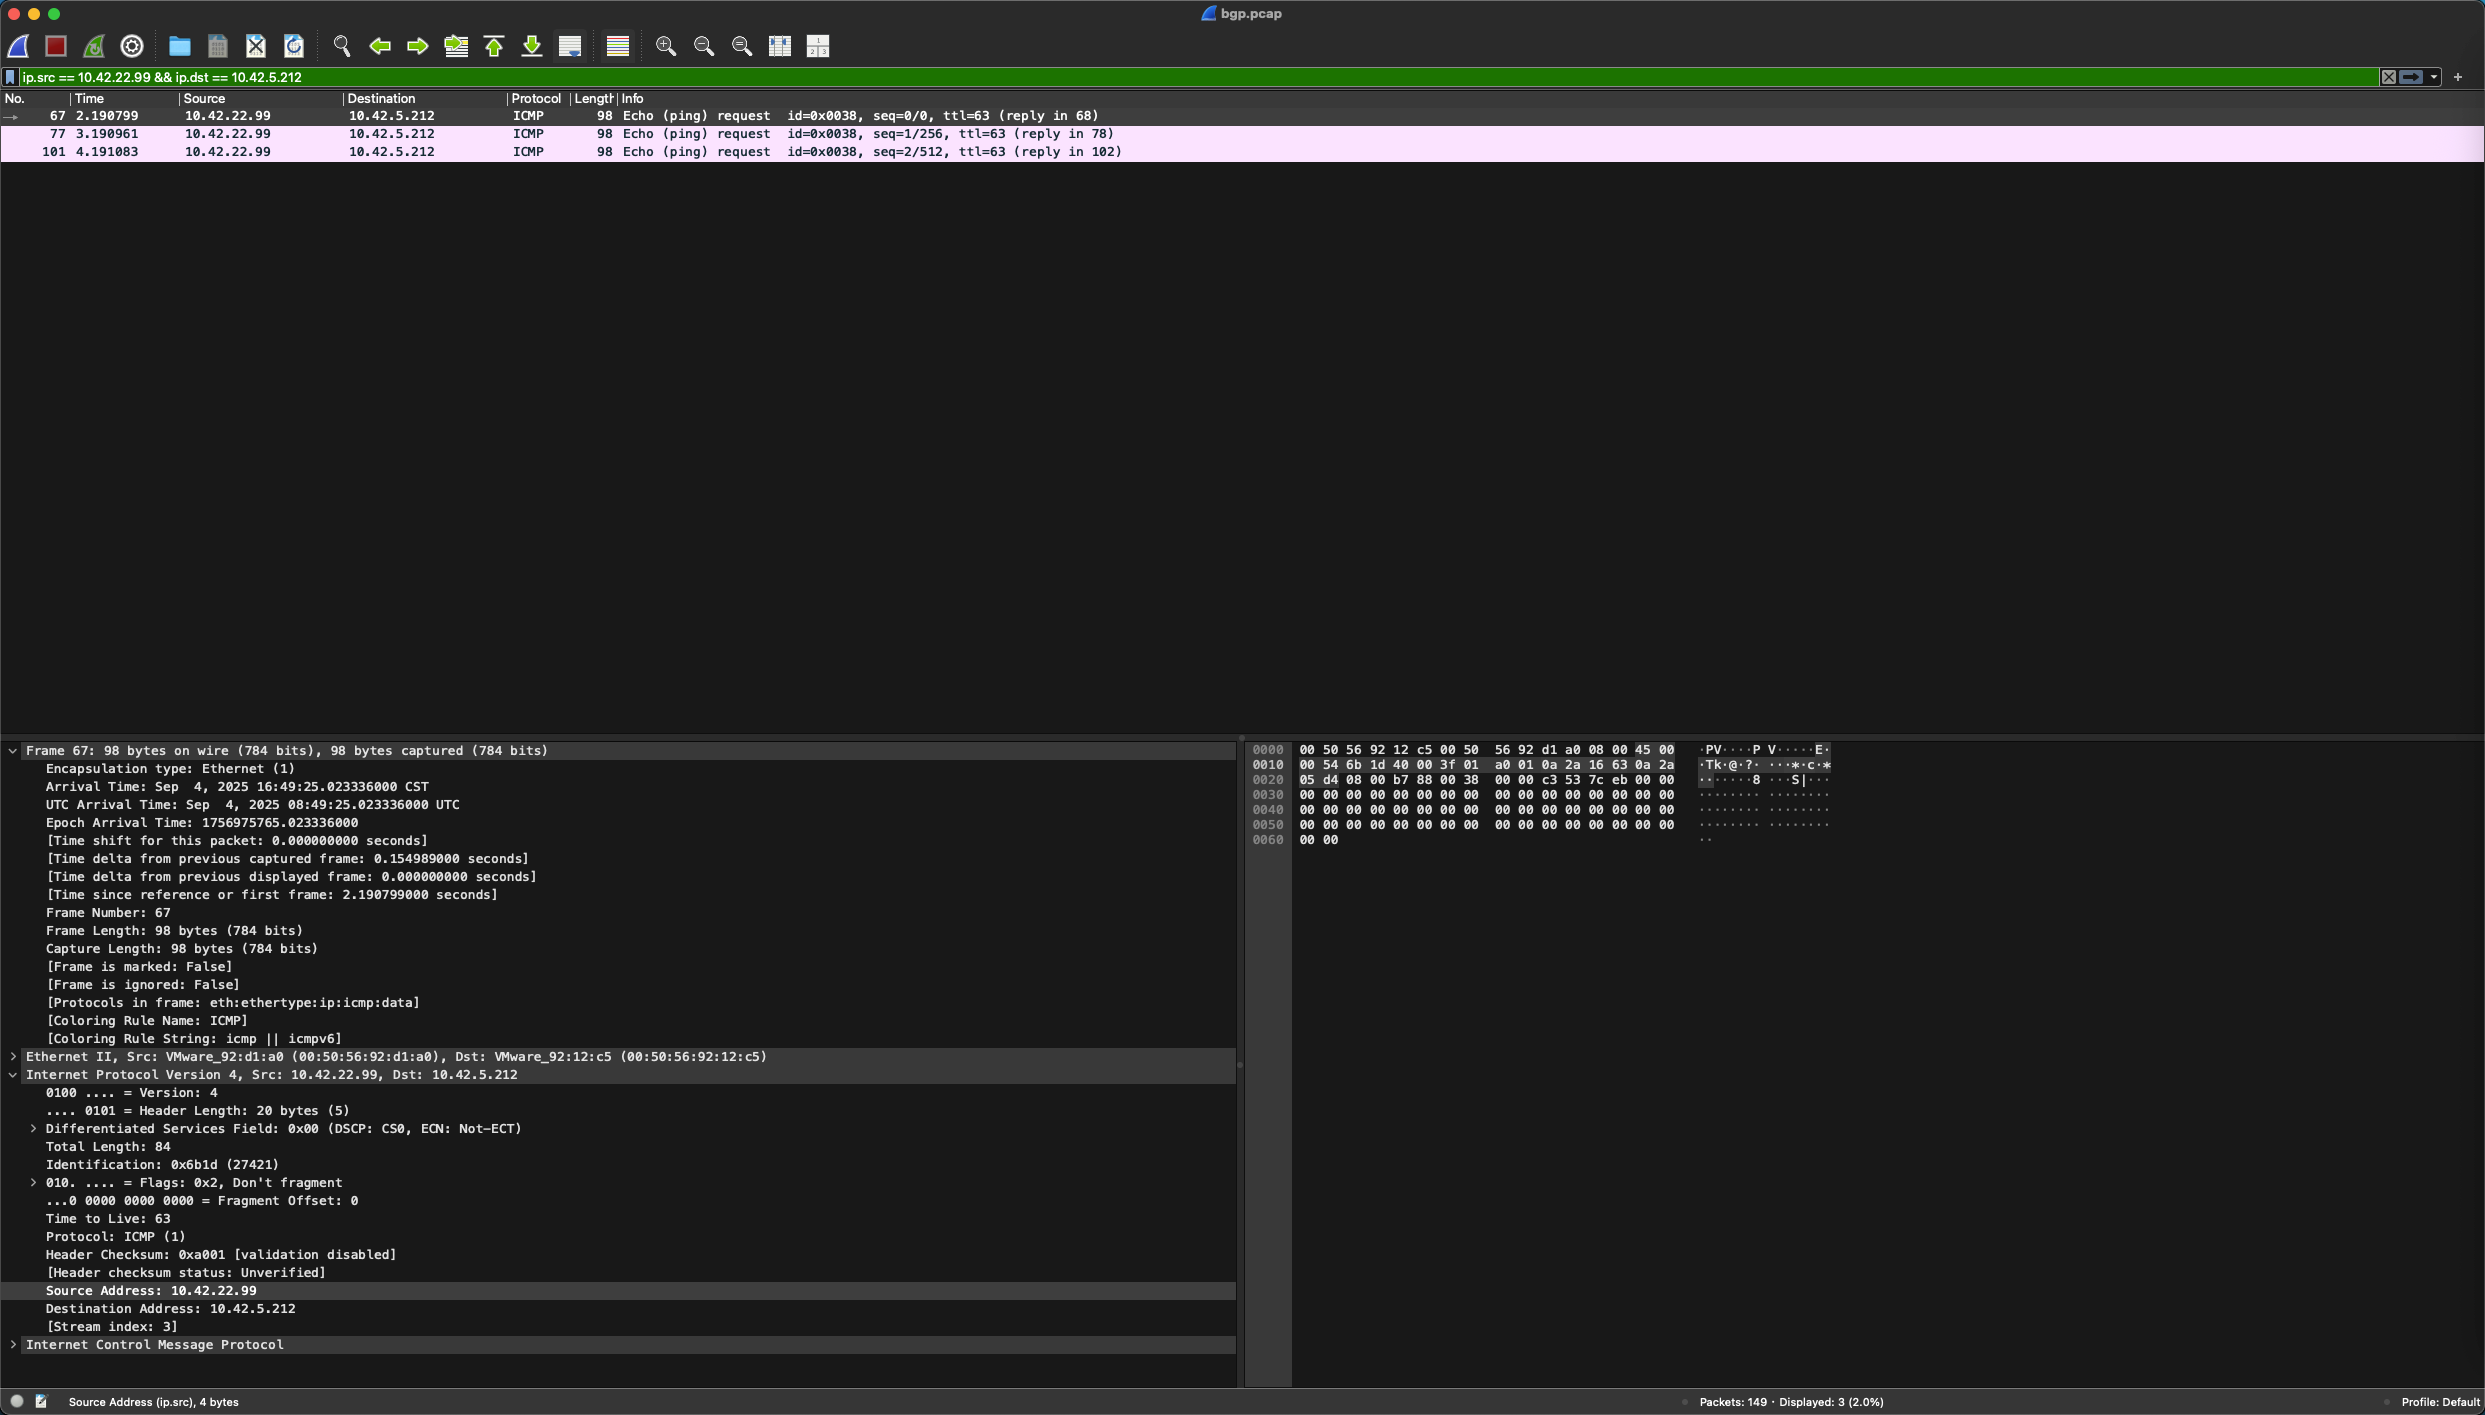 bgp.pcap
ip.src == 10.42.22.99 && ip.dst == 10.42.5.212
No. Time Source Destination Protocol Length Info
67 2.190799 10.42.22.99 10.42.5.212 ICMP 98 Echo (ping) request id=0x0038, seq=0/0, ttl=63 (reply in 68)
77 3.190961 10.42.22.99 10.42.5.212 ICMP 98 Echo (ping) request id=0x0038, seq=1/256, ttl=63 (reply in 78)
101 4.191083 10.42.22.99 10.42.5.212 ICMP 98 Echo (ping) request id=0x0038, seq=2/512, ttl=63 (reply in 102)
Frame 67: 98 bytes on wire (784 bits), 98 bytes captured (784 bits)
Encapsulation type: Ethernet (1)
Arrival Time: Sep 4, 2025 16:49:25.023336000 CST
UTC Arrival Time: Sep 4, 2025 08:49:25.023336000 UTC
Epoch Arrival Time: 1756975765.023336000
[Time shift for this packet: 0.000000000 seconds]
[Time delta from previous captured frame: 0.154989000 seconds]
[Time delta from previous displayed frame: 0.000000000 seconds]
[Time since reference or first frame: 2.190799000 seconds]
Frame Number: 67
Frame Length: 98 bytes (784 bits)
Capture Length: 98 bytes (784 bits)
[Frame is marked: False]
[Frame is ignored: False]
[Protocols in frame: eth:ethertype:ip:icmp:data]
[Coloring Rule Name: ICMP]
[Coloring Rule String: icmp || icmpv6]
Ethernet II, Src: VMware_92:d1:a0 (00:50:56:92:d1:a0), Dst: VMware_92:12:c5 (00:50:56:92:12:c5)
Internet Protocol Version 4, Src: 10.42.22.99, Dst: 10.42.5.212
0100 .... = Version: 4
.... 0101 = Header Length: 20 bytes (5)
Differentiated Services Field: 0x00 (DSCP: CS0, ECN: Not-ECT)
Total Length: 84
Identification: 0x6b1d (27421)
010. .... = Flags: 0x2, Don't fragment
...0 0000 0000 0000 = Fragment Offset: 0
Time to Live: 63
Protocol: ICMP (1)
Header Checksum: 0xa001 [validation disabled]
[Header checksum status: Unverified]
Source Address: 10.42.22.99
Destination Address: 10.42.5.212
[Stream index: 3]
Internet Control Message Protocol
0000 00 50 56 92 12 c5 00 50 56 92 d1 a0 08 00 45 00 ·PV····P V·····E·
0010 00 54 6b 1d 40 00 3f 01 a0 01 0a 2a 16 63 0a 2a ·Tk·@·?· ···*·c·*
0020 05 d4 08 00 b7 88 00 38 00 00 c3 53 7c eb 00 00 ·······8 ···S|···
0030 00 00 00 00 00 00 00 00 00 00 00 00 00 00 00 00 ········ ········
0040 00 00 00 00 00 00 00 00 00 00 00 00 00 00 00 00 ········ ········
0050 00 00 00 00 00 00 00 00 00 00 00 00 00 00 00 00 ········ ········
0060 00 00 ··
Source Address (ip.src), 4 bytes
Packets: 149 · Displayed: 3 (2.0%)
Profile: Default